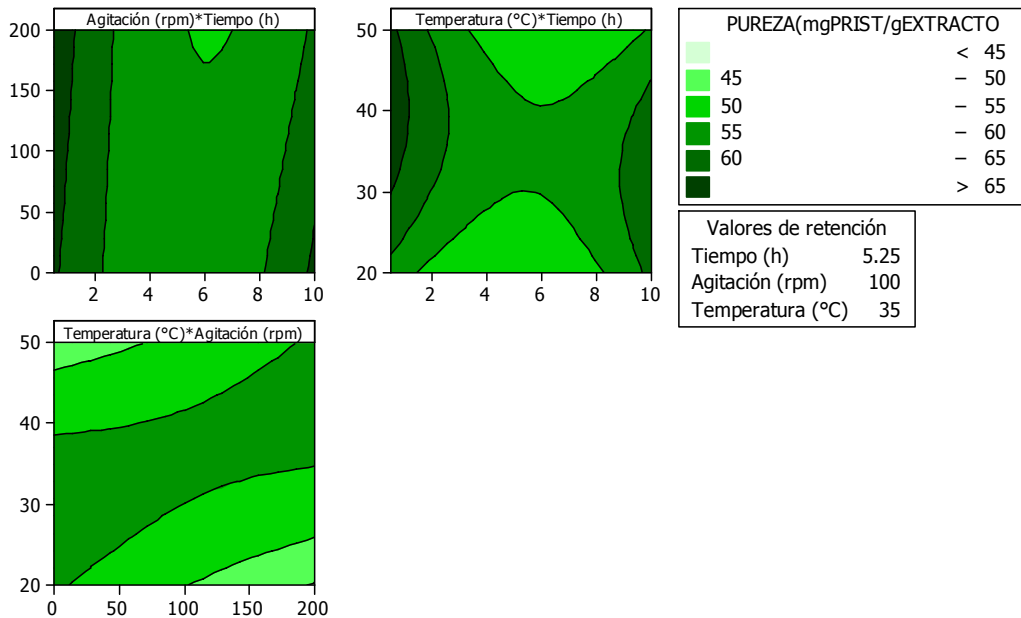 Agitación (rpm)*Tiempo (h)
200
150
100
50
0
2 4 6 8 10
Temperatura (°C)*Tiempo (h)
50
40
30
20
2 4 6 8 10
PUREZA(mgPRIST/gEXTRACTO
< 45
45 – 50
50 – 55
55 – 60
60 – 65
> 65
Valores de retención
Tiempo (h) 5.25
Agitación (rpm) 100
Temperatura (°C) 35
Temperatura (°C)*Agitación (rpm)
50
40
30
20
0 50 100 150 200